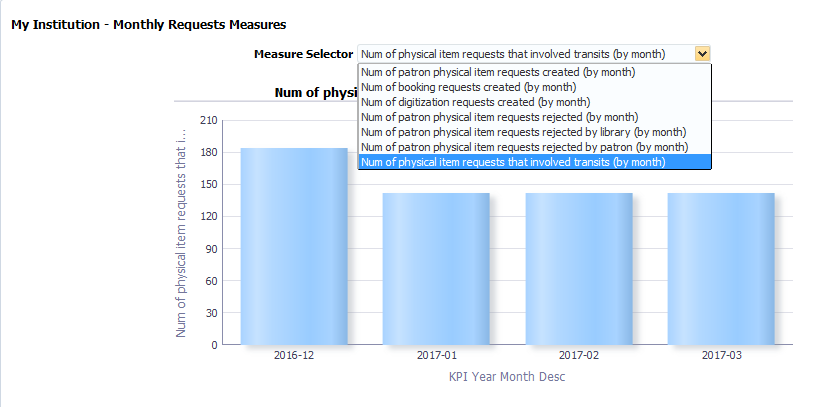 My Institution - Monthly Requests Measures
Measure Selector Num of physical item requests that involved transits (by month)
Num of patron physical item requests created (by month)
Num of booking requests created (by month)
Num of digitization requests created (by month)
Num of patron physical item requests rejected (by month)
Num of patron physical item requests rejected by library (by month)
Num of patron physical item requests rejected by patron (by month)
Num of physical item requests that involved transits (by month)
Num of physi
Num of physical item requests that i...
210
180
150
120
90
60
30
0
2016-12 2017-01 2017-02 2017-03
KPI Year Month Desc